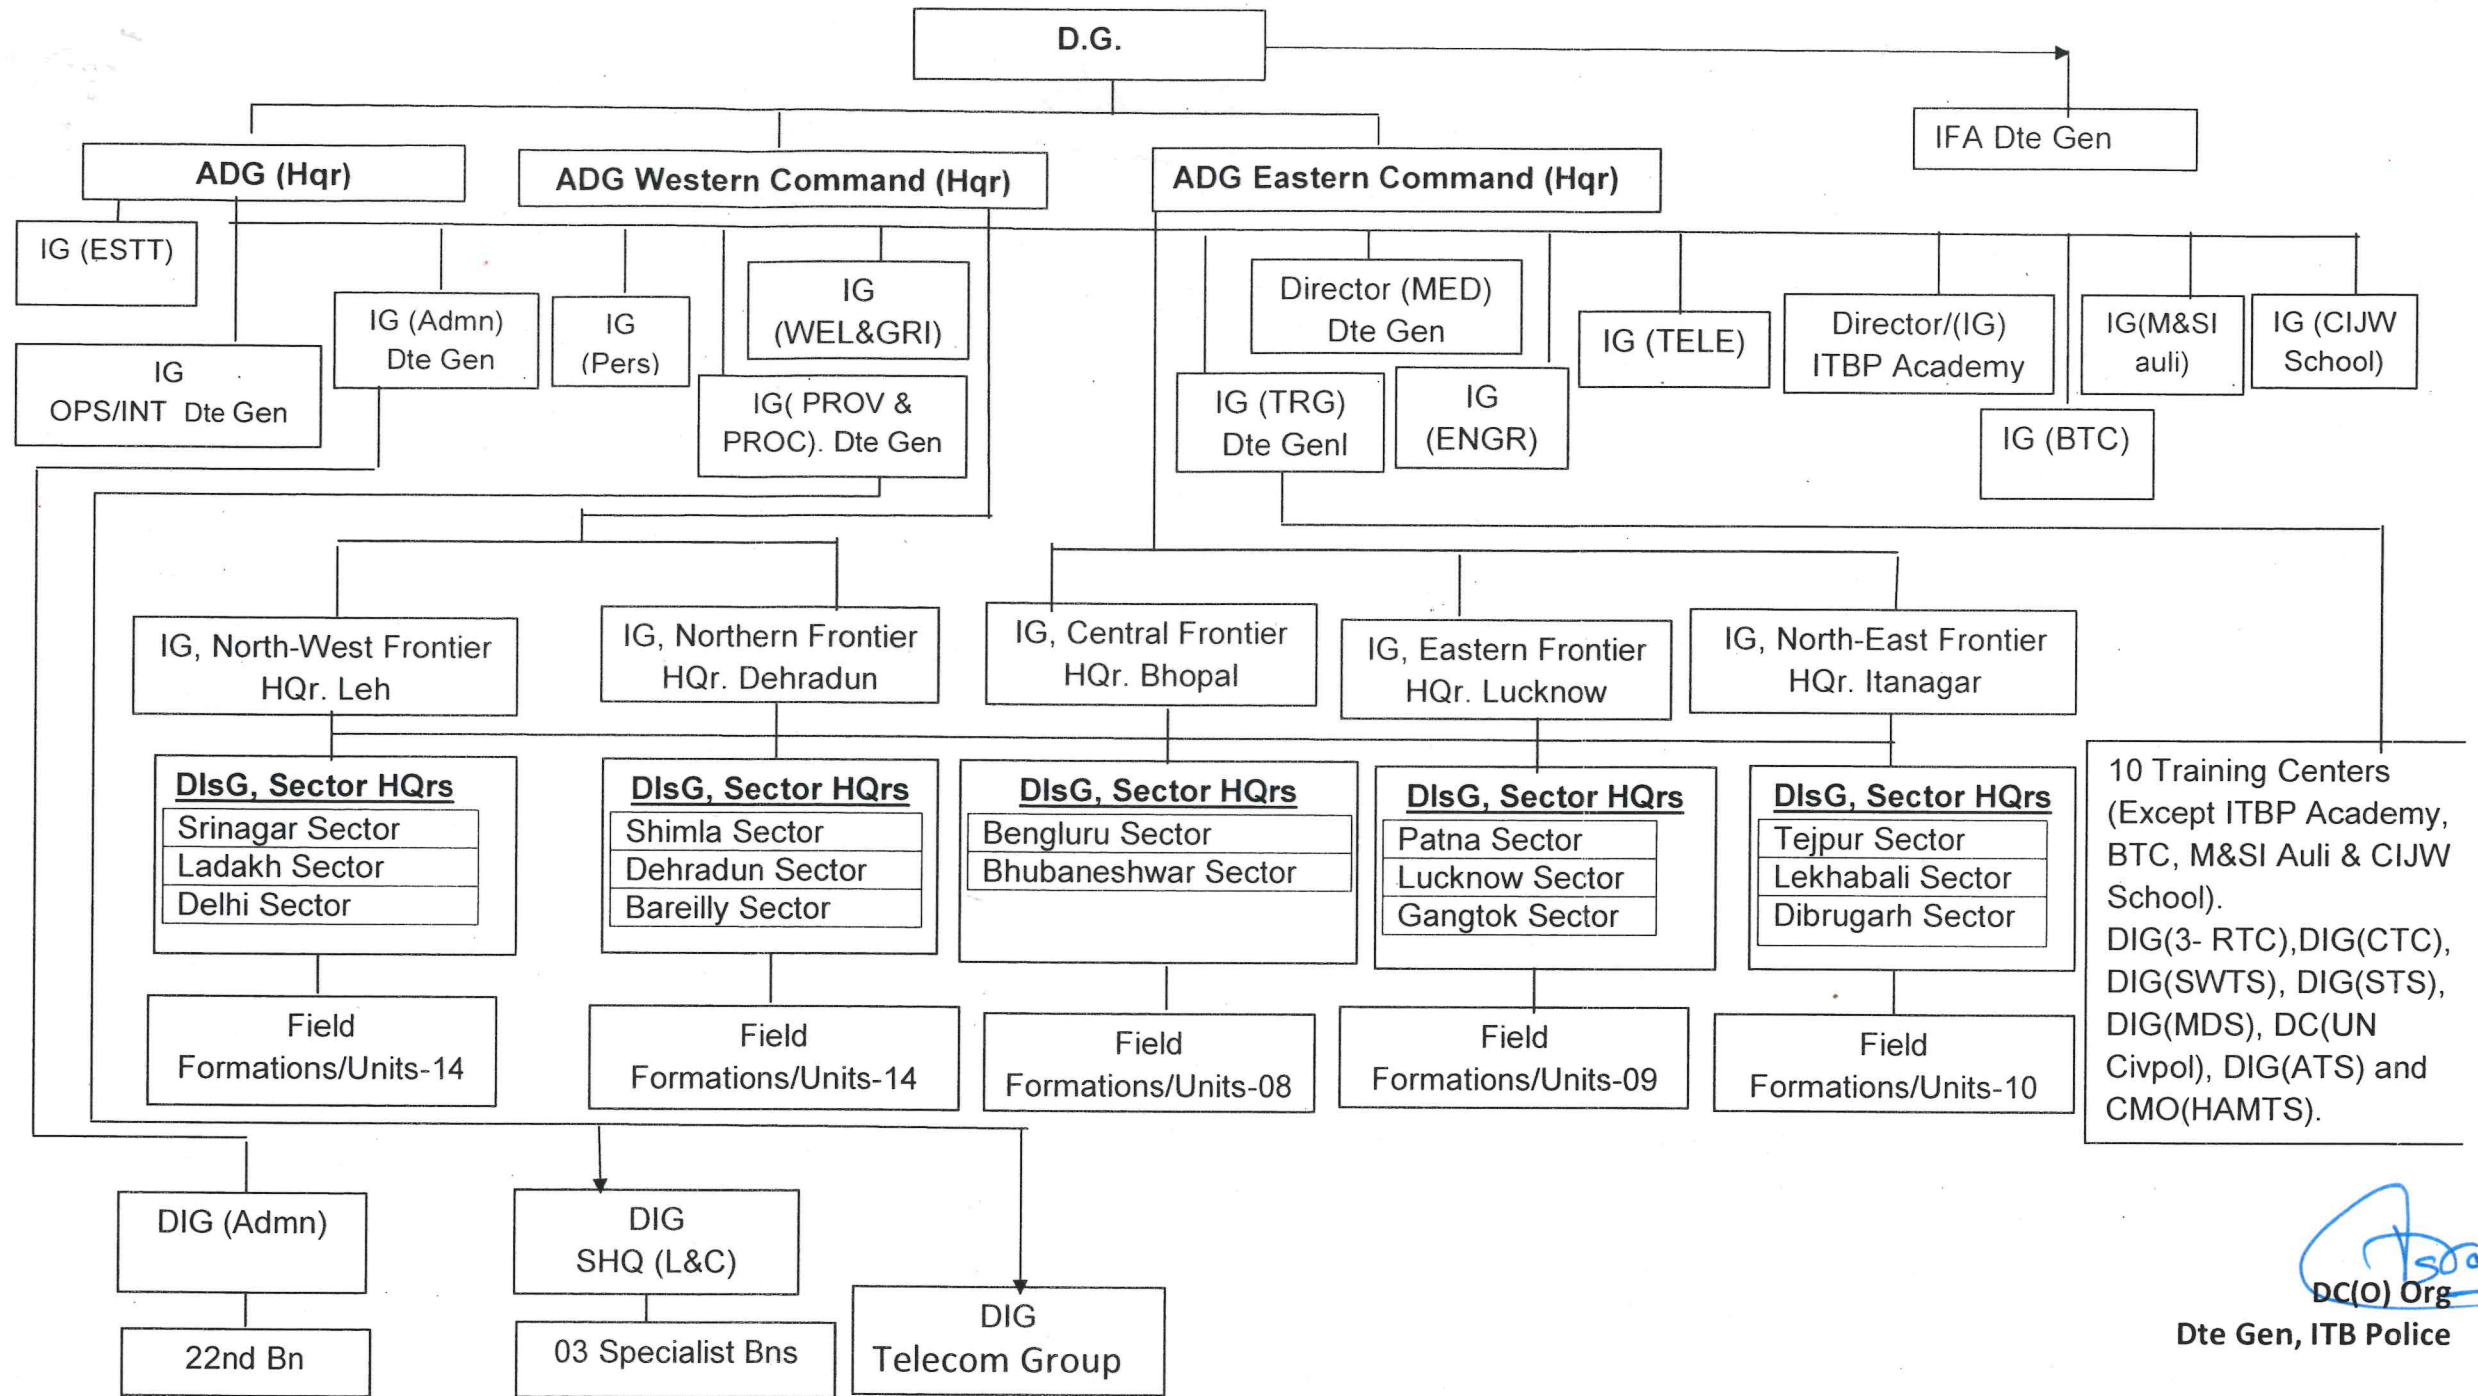 D.G.
IFA Dte Gen
ADG (Hqr)
ADG Western Command (Hqr)
ADG Eastern Command (Hqr)
IG (ESTT)
IG
OPS/INT Dte Gen
IG (Admn)
Dte Gen
IG
(Pers)
IG
(WEL&GRI)
IG( PROV &
PROC). Dte Gen
Director (MED)
Dte Gen
IG (TRG)
Dte Genl
IG
(ENGR)
IG (TELE)
Director/(IG)
ITBP Academy
IG (BTC)
IG(M&SI
auli)
IG (CIJW
School)
IG, North-West Frontier
HQr. Leh
IG, Northern Frontier
HQr. Dehradun
IG, Central Frontier
HQr. Bhopal
IG, Eastern Frontier
HQr. Lucknow
IG, North-East Frontier
HQr. Itanagar
DIsG, Sector HQrs
Srinagar Sector
Ladakh Sector
Delhi Sector
DIsG, Sector HQrs
Shimla Sector
Dehradun Sector
Bareilly Sector
DIsG, Sector HQrs
Bengluru Sector
Bhubaneshwar Sector
DIsG, Sector HQrs
Patna Sector
Lucknow Sector
Gangtok Sector
DIsG, Sector HQrs
Tejpur Sector
Lekhabali Sector
Dibrugarh Sector
10 Training Centers
(Except ITBP Academy,
BTC, M&SI Auli & CIJW
School).
DIG(3- RTC),DIG(CTC),
DIG(SWTS), DIG(STS),
DIG(MDS), DC(UN
Civpol), DIG(ATS) and
CMO(HAMTS).
Field
Formations/Units-14
Field
Formations/Units-14
Field
Formations/Units-08
Field
Formations/Units-09
Field
Formations/Units-10
DIG (Admn)
DIG
SHQ (L&C)
DIG
Telecom Group
22nd Bn
03 Specialist Bns
DC(O) Org
Dte Gen, ITB Police